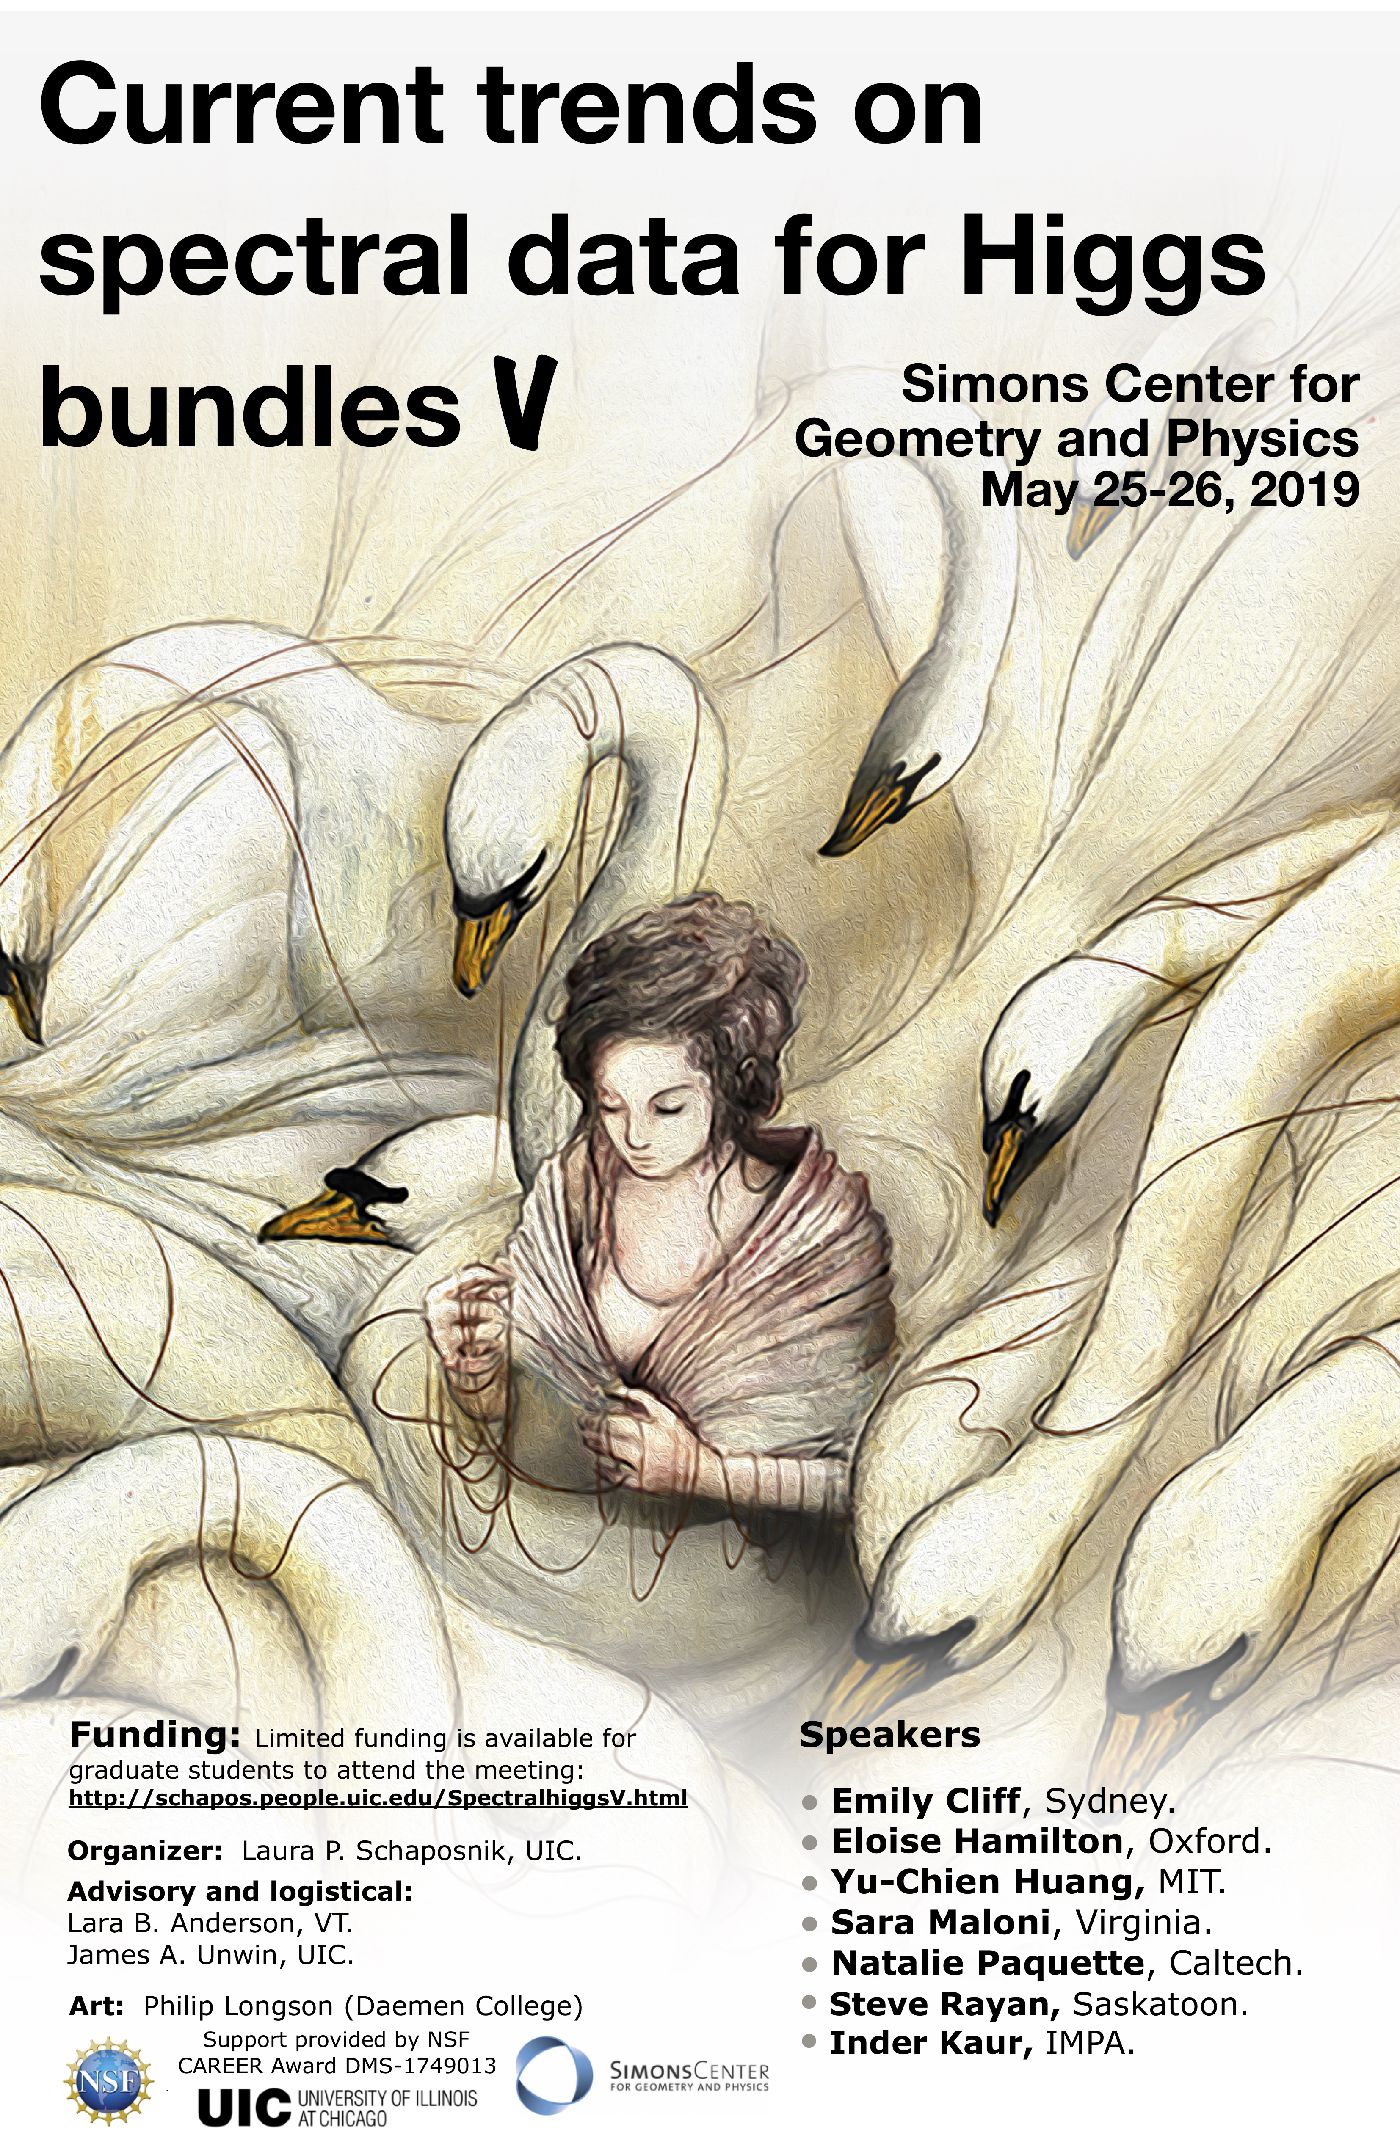 Current trends on
spectral data for Higgs
bundles V
Simons Center for
Geometry and Physics
May 25-26, 2019
Funding: Limited funding is available for
graduate students to attend the meeting:
http://schapos.people.uic.edu/SpectralhiggsV.html
Organizer: Laura P. Schaposnik, UIC.
Advisory and logistical:
Lara B. Anderson, VT.
James A. Unwin, UIC.
Art: Philip Longson (Daemen College)
Support provided by NSF
CAREER Award DMS-1749013
NSF
UIC UNIVERSITY OF ILLINOIS
AT CHICAGO
SIMONS CENTER
FOR GEOMETRY AND PHYSICS
Speakers
• Emily Cliff, Sydney.
• Eloise Hamilton, Oxford.
• Yu-Chien Huang, MIT.
• Sara Maloni, Virginia.
• Natalie Paquette, Caltech.
• Steve Rayan, Saskatoon.
• Inder Kaur, IMPA.